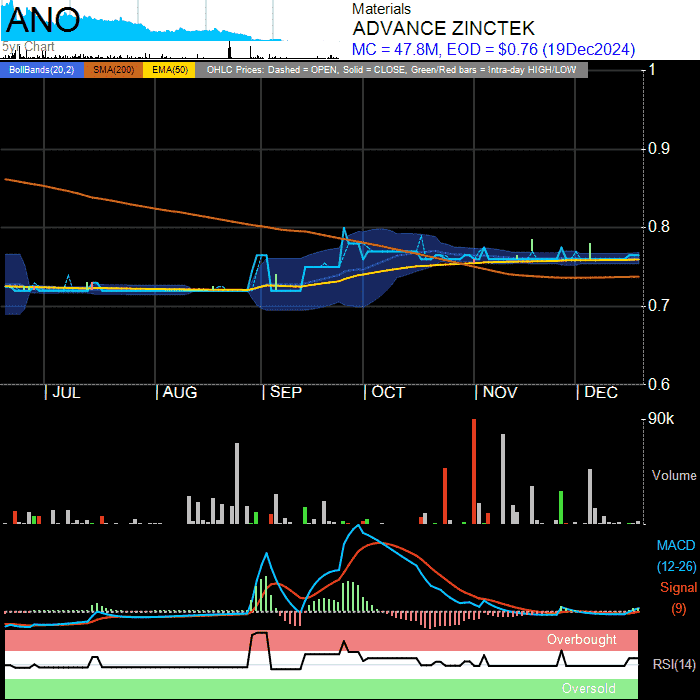 ANO
5yr Chart
Materials
ADVANCE ZINCTEK
MC = 47.8M, EOD = $0.76 (19Dec2024)
BollBands(20,2) SMA(200) EMA(50) OHLC Prices: Dashed = OPEN, Solid = CLOSE, Green/Red bars = Intra-day HIGH/LOW
1
0.9
0.8
0.7
0.6
| JUL | AUG | SEP | OCT | NOV | DEC
90k
Volume
MACD
(12-26)
Signal
(9)
Overbought
RSI(14)
Oversold